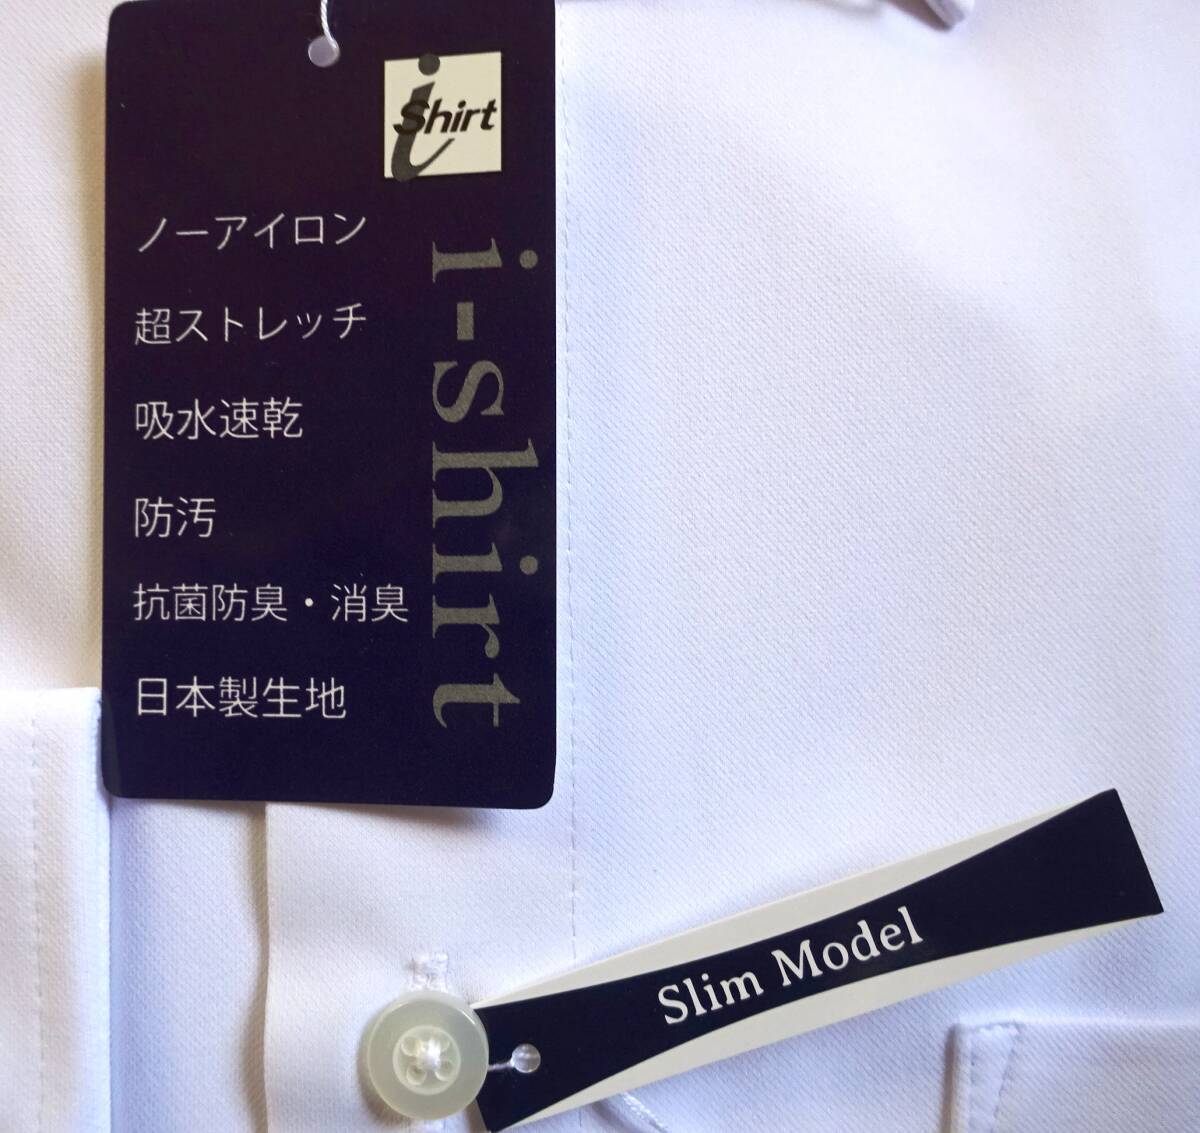 i Shirt
ノーアイロン
超ストレッチ
吸水速乾
防汚
抗菌防臭・消臭
日本製生地
i-shirt
Slim Model